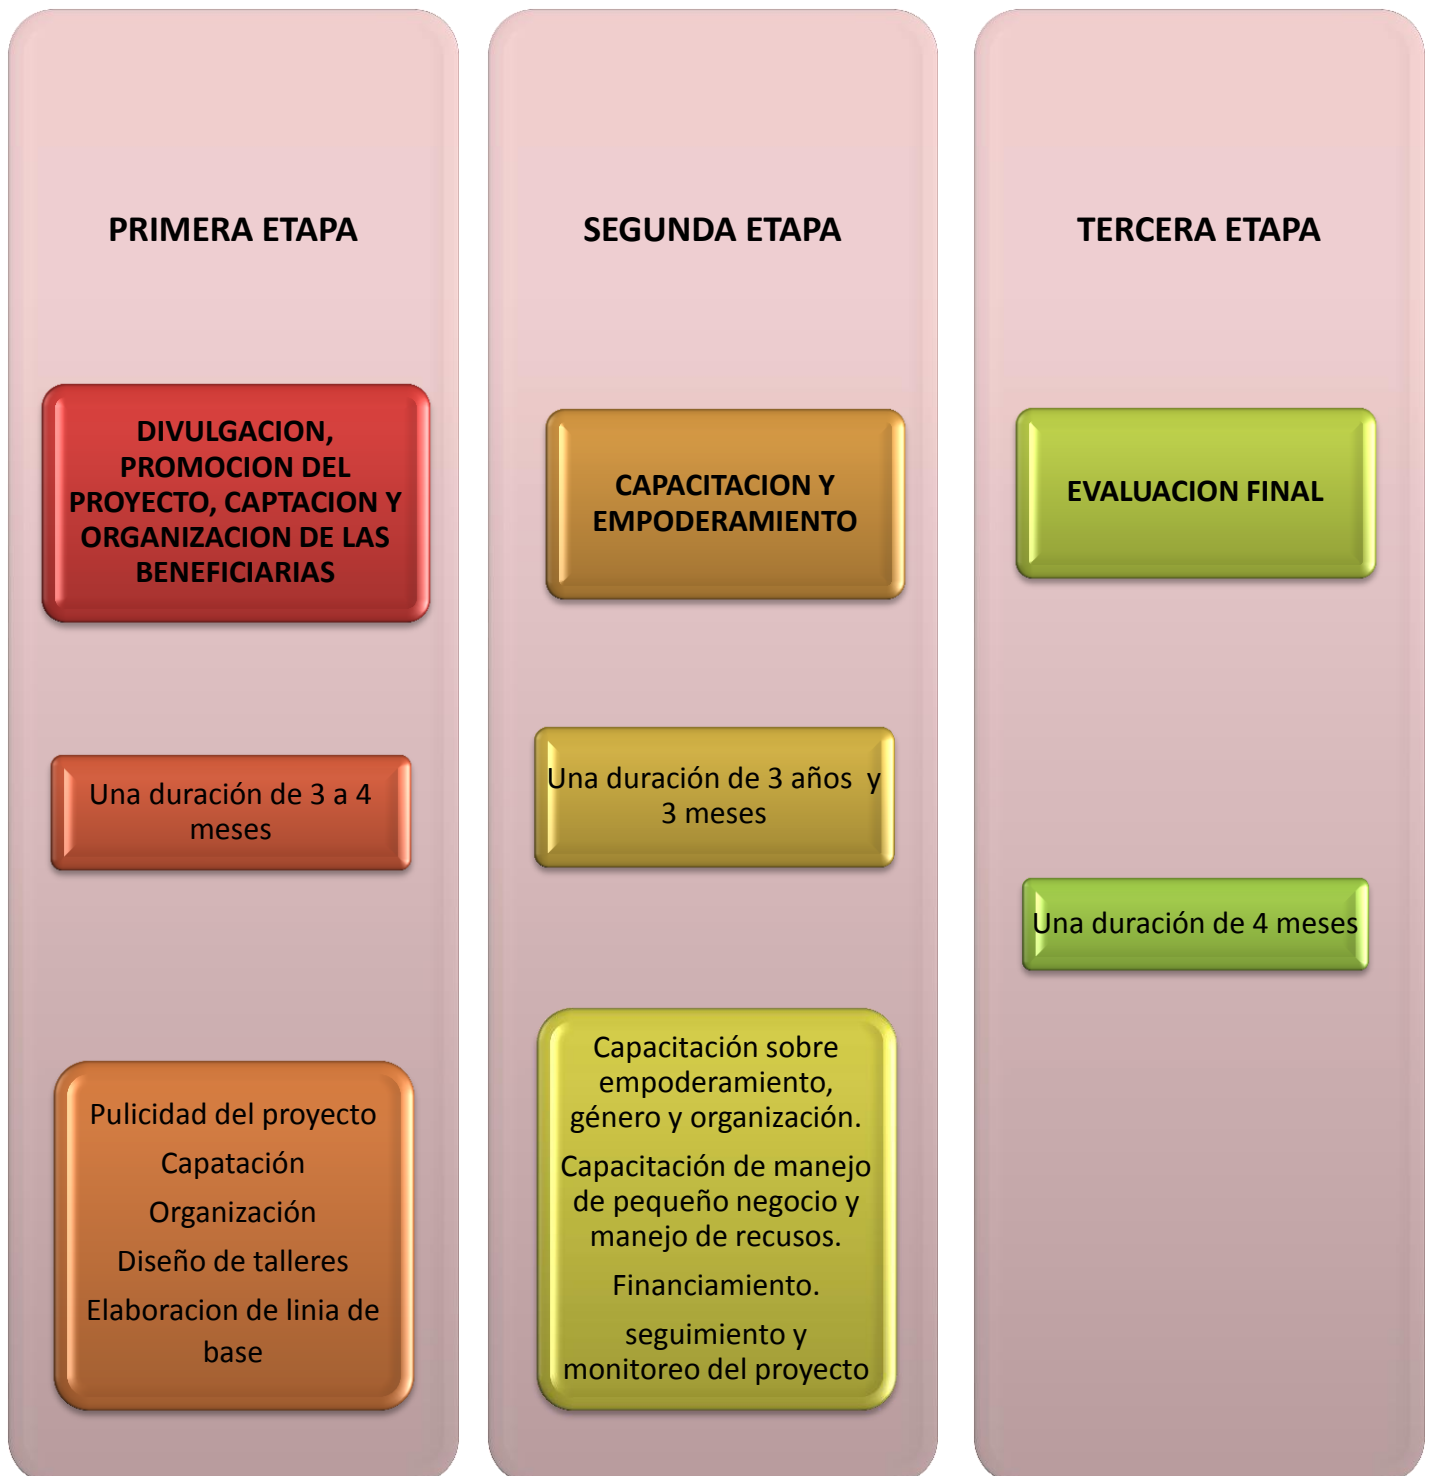 PRIMERA ETAPA
DIVULGACION,
PROMOCION DEL
PROYECTO, CAPTACION Y
ORGANIZACION DE LAS
BENEFICIARIAS
Una duración de 3 a 4
meses
Pulicidad del proyecto
Capatación
Organización
Diseño de talleres
Elaboracion de linia de
base
SEGUNDA ETAPA
CAPACITACION Y
EMPODERAMIENTO
Una duración de 3 años  y
3 meses
Capacitación sobre
empoderamiento,
género y organización.
Capacitación de manejo
de pequeño negocio y
manejo de recusos.
Financiamiento.
seguimiento y
monitoreo del proyecto
TERCERA ETAPA
EVALUACION FINAL
Una duración de 4 meses